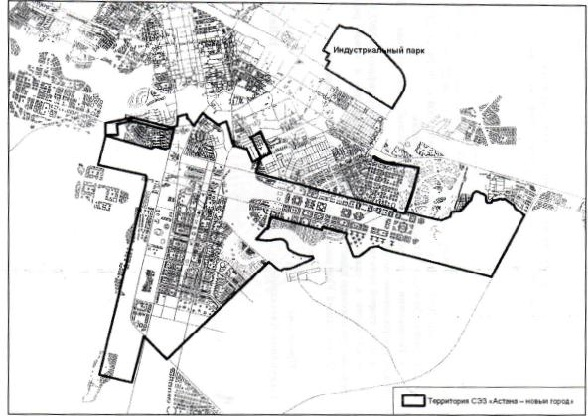 Индустриальный парк
Территория СЭЗ «Астана – новый город»